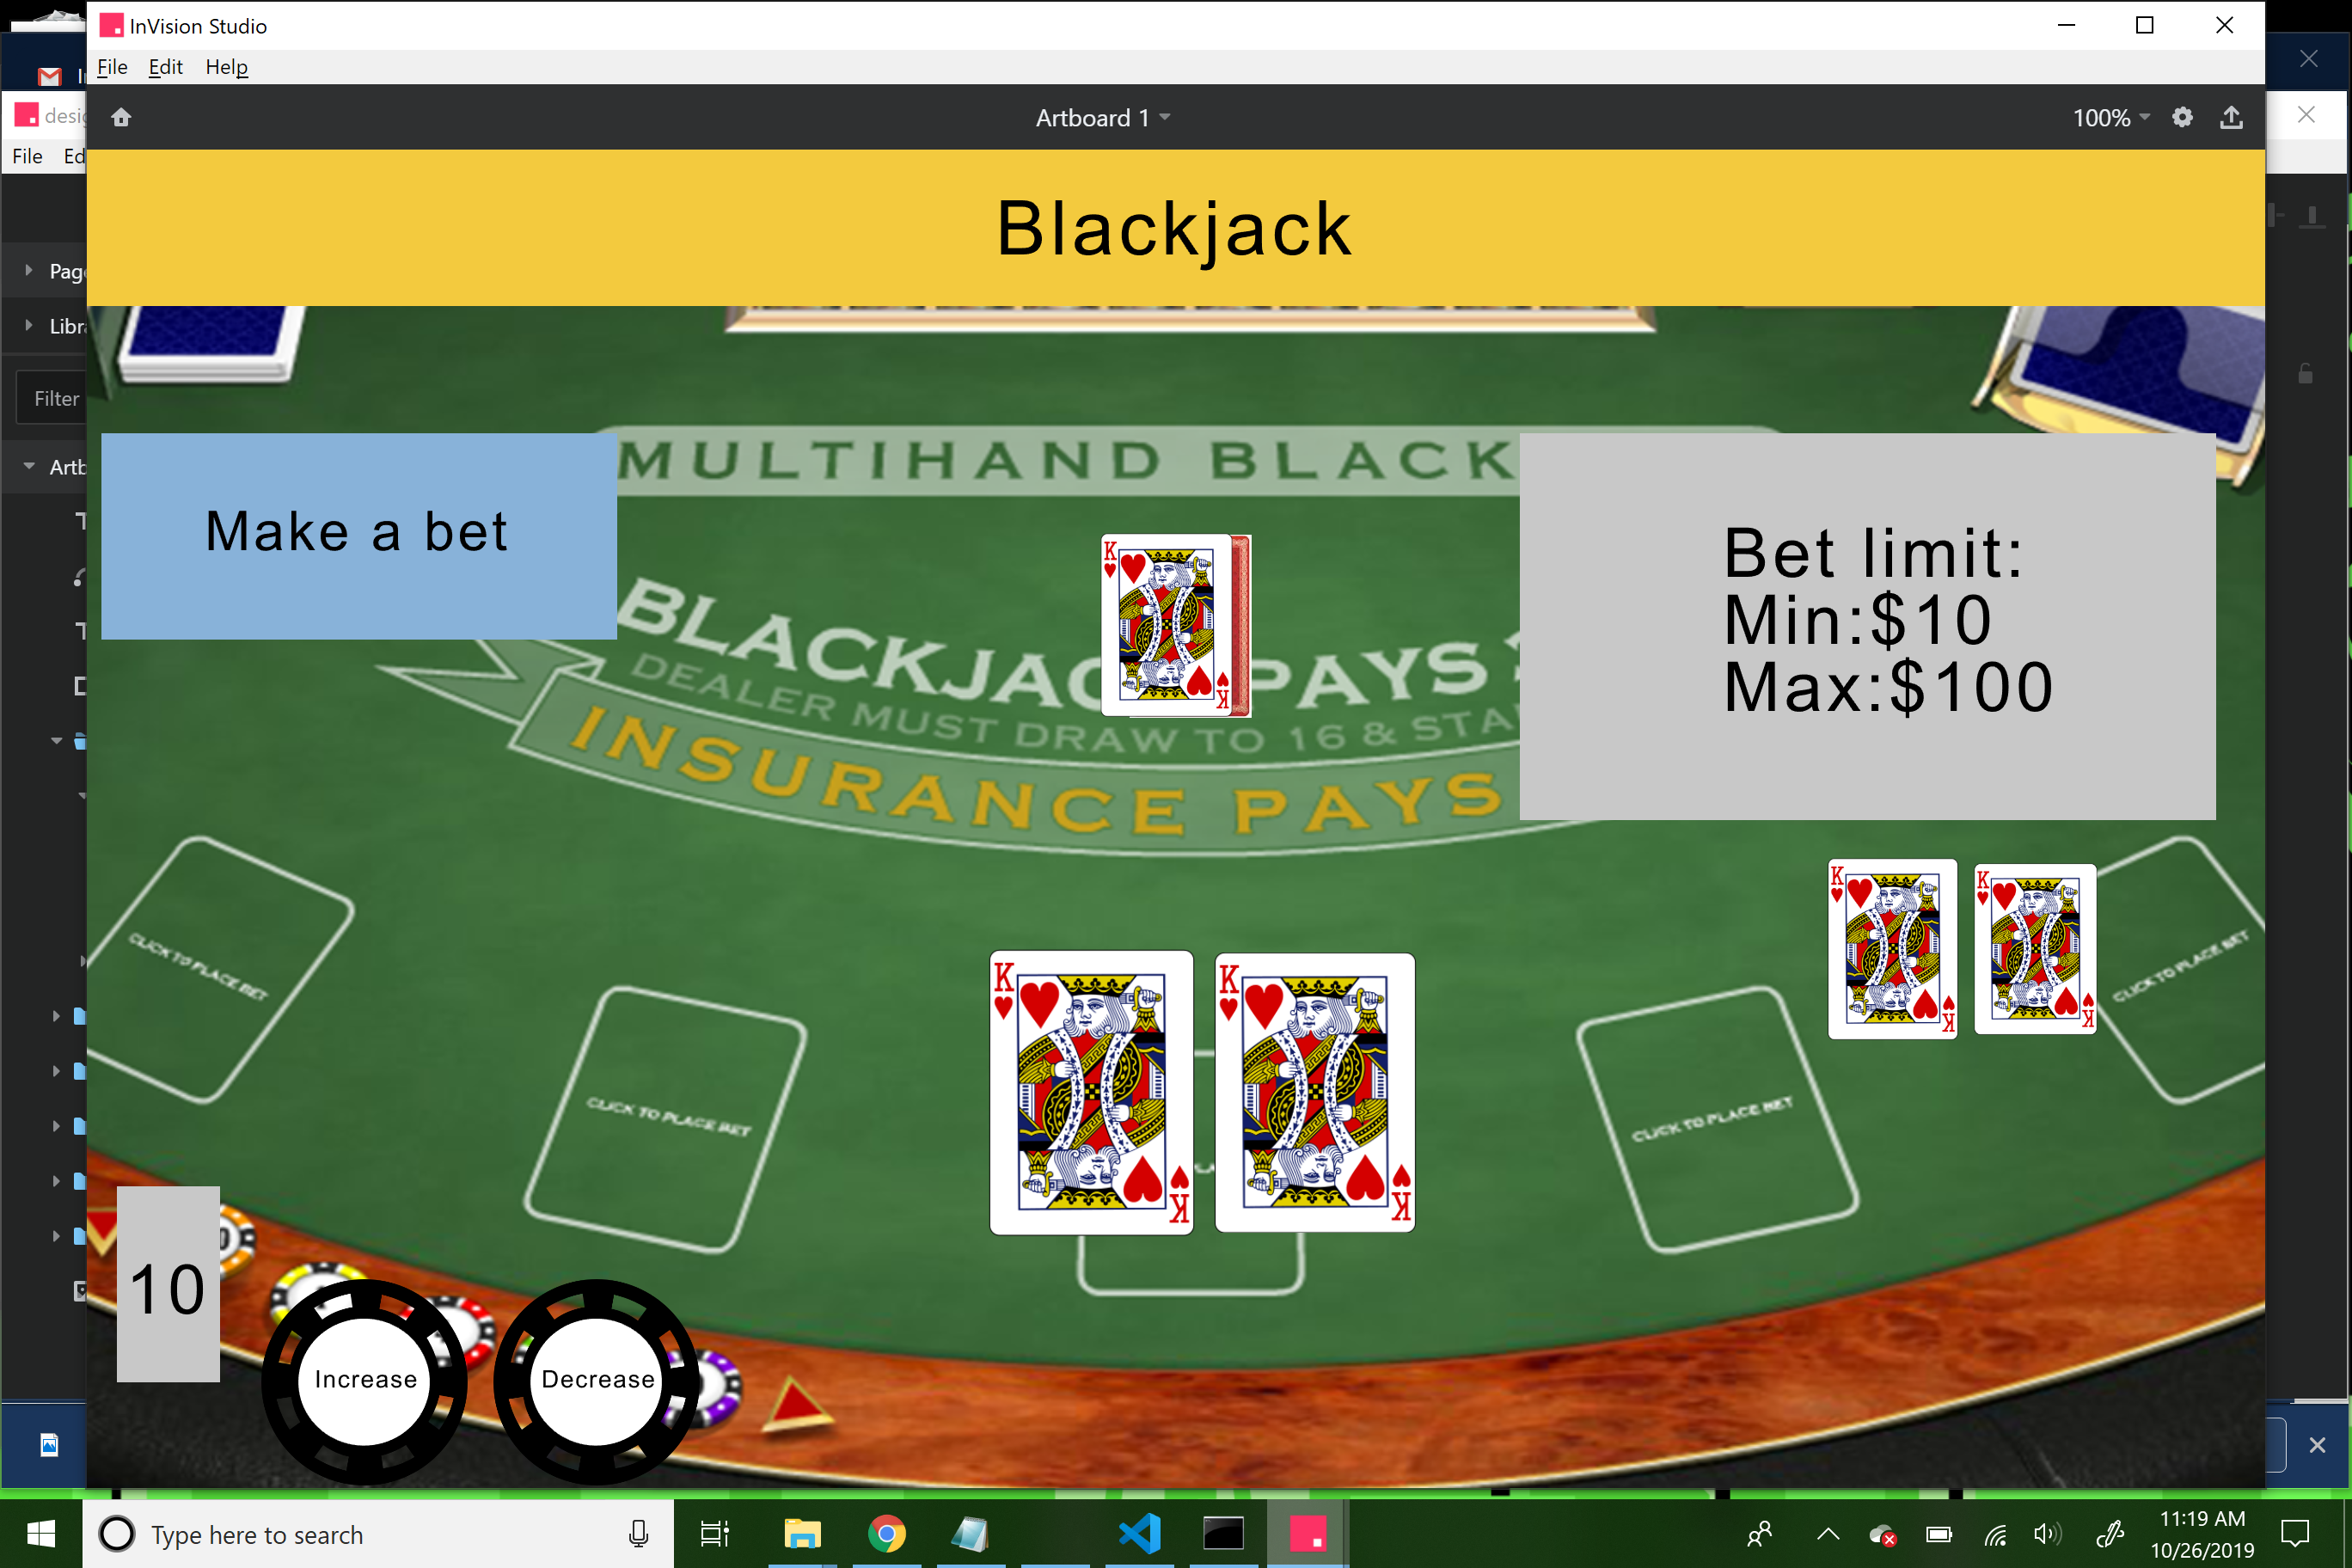 InVision Studio
File Edit Help
Artboard 1
100%
File
Filter
Blackjack
MULTIHAND BLACK
Make a bet
Bet limit:
Min:$10
Max:$100
K
K
BLACKJAC PAYS
DEALER MUST DRAW TO 16 & STA
INSURANCE PAYS
K
K
K
K
CLICK TO PLACE BET
CLICK TO PLACE BET
K
K
K
K
CLICK TO PLACE BET
CLICK TO PLACE BET
10
Increase
Decrease
Type here to search
11:19 AM
10/26/2019